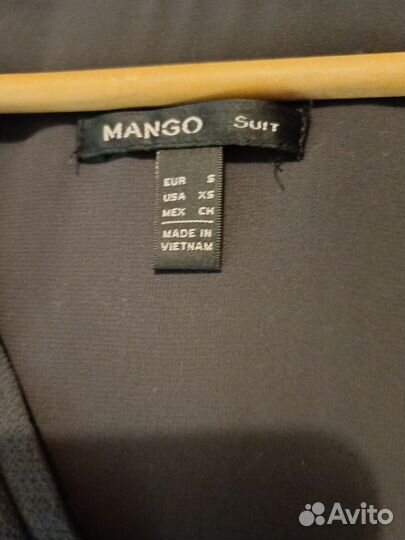 MANGO SUIT
EUR S
USA XS
MEX CH
MADE IN
VIETNAM
Avito